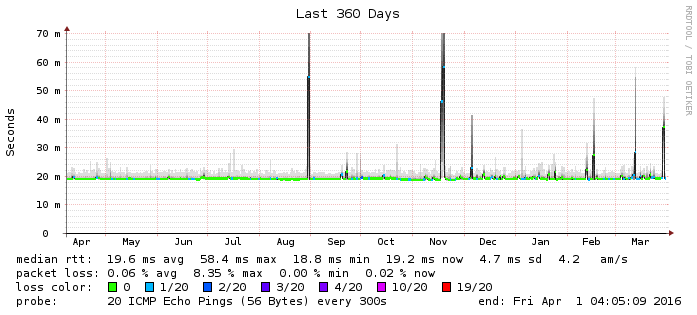 Last 360 Days
RRDTOOL / TOBI OETIKER
Seconds
70 m
60 m
50 m
40 m
30 m
20 m
10 m
0
Apr May Jun Jul Aug Sep Oct Nov Dec Jan Feb Mar
median rtt: 19.6 ms avg 58.4 ms max 18.8 ms min 19.2 ms now 4.7 ms sd 4.2 am/s
packet loss: 0.06 % avg 8.35 % max 0.00 % min 0.02 % now
loss color: 0 1/20 2/20 3/20 4/20 10/20 19/20
probe: 20 ICMP Echo Pings (56 Bytes) every 300s end: Fri Apr 1 04:05:09 2016